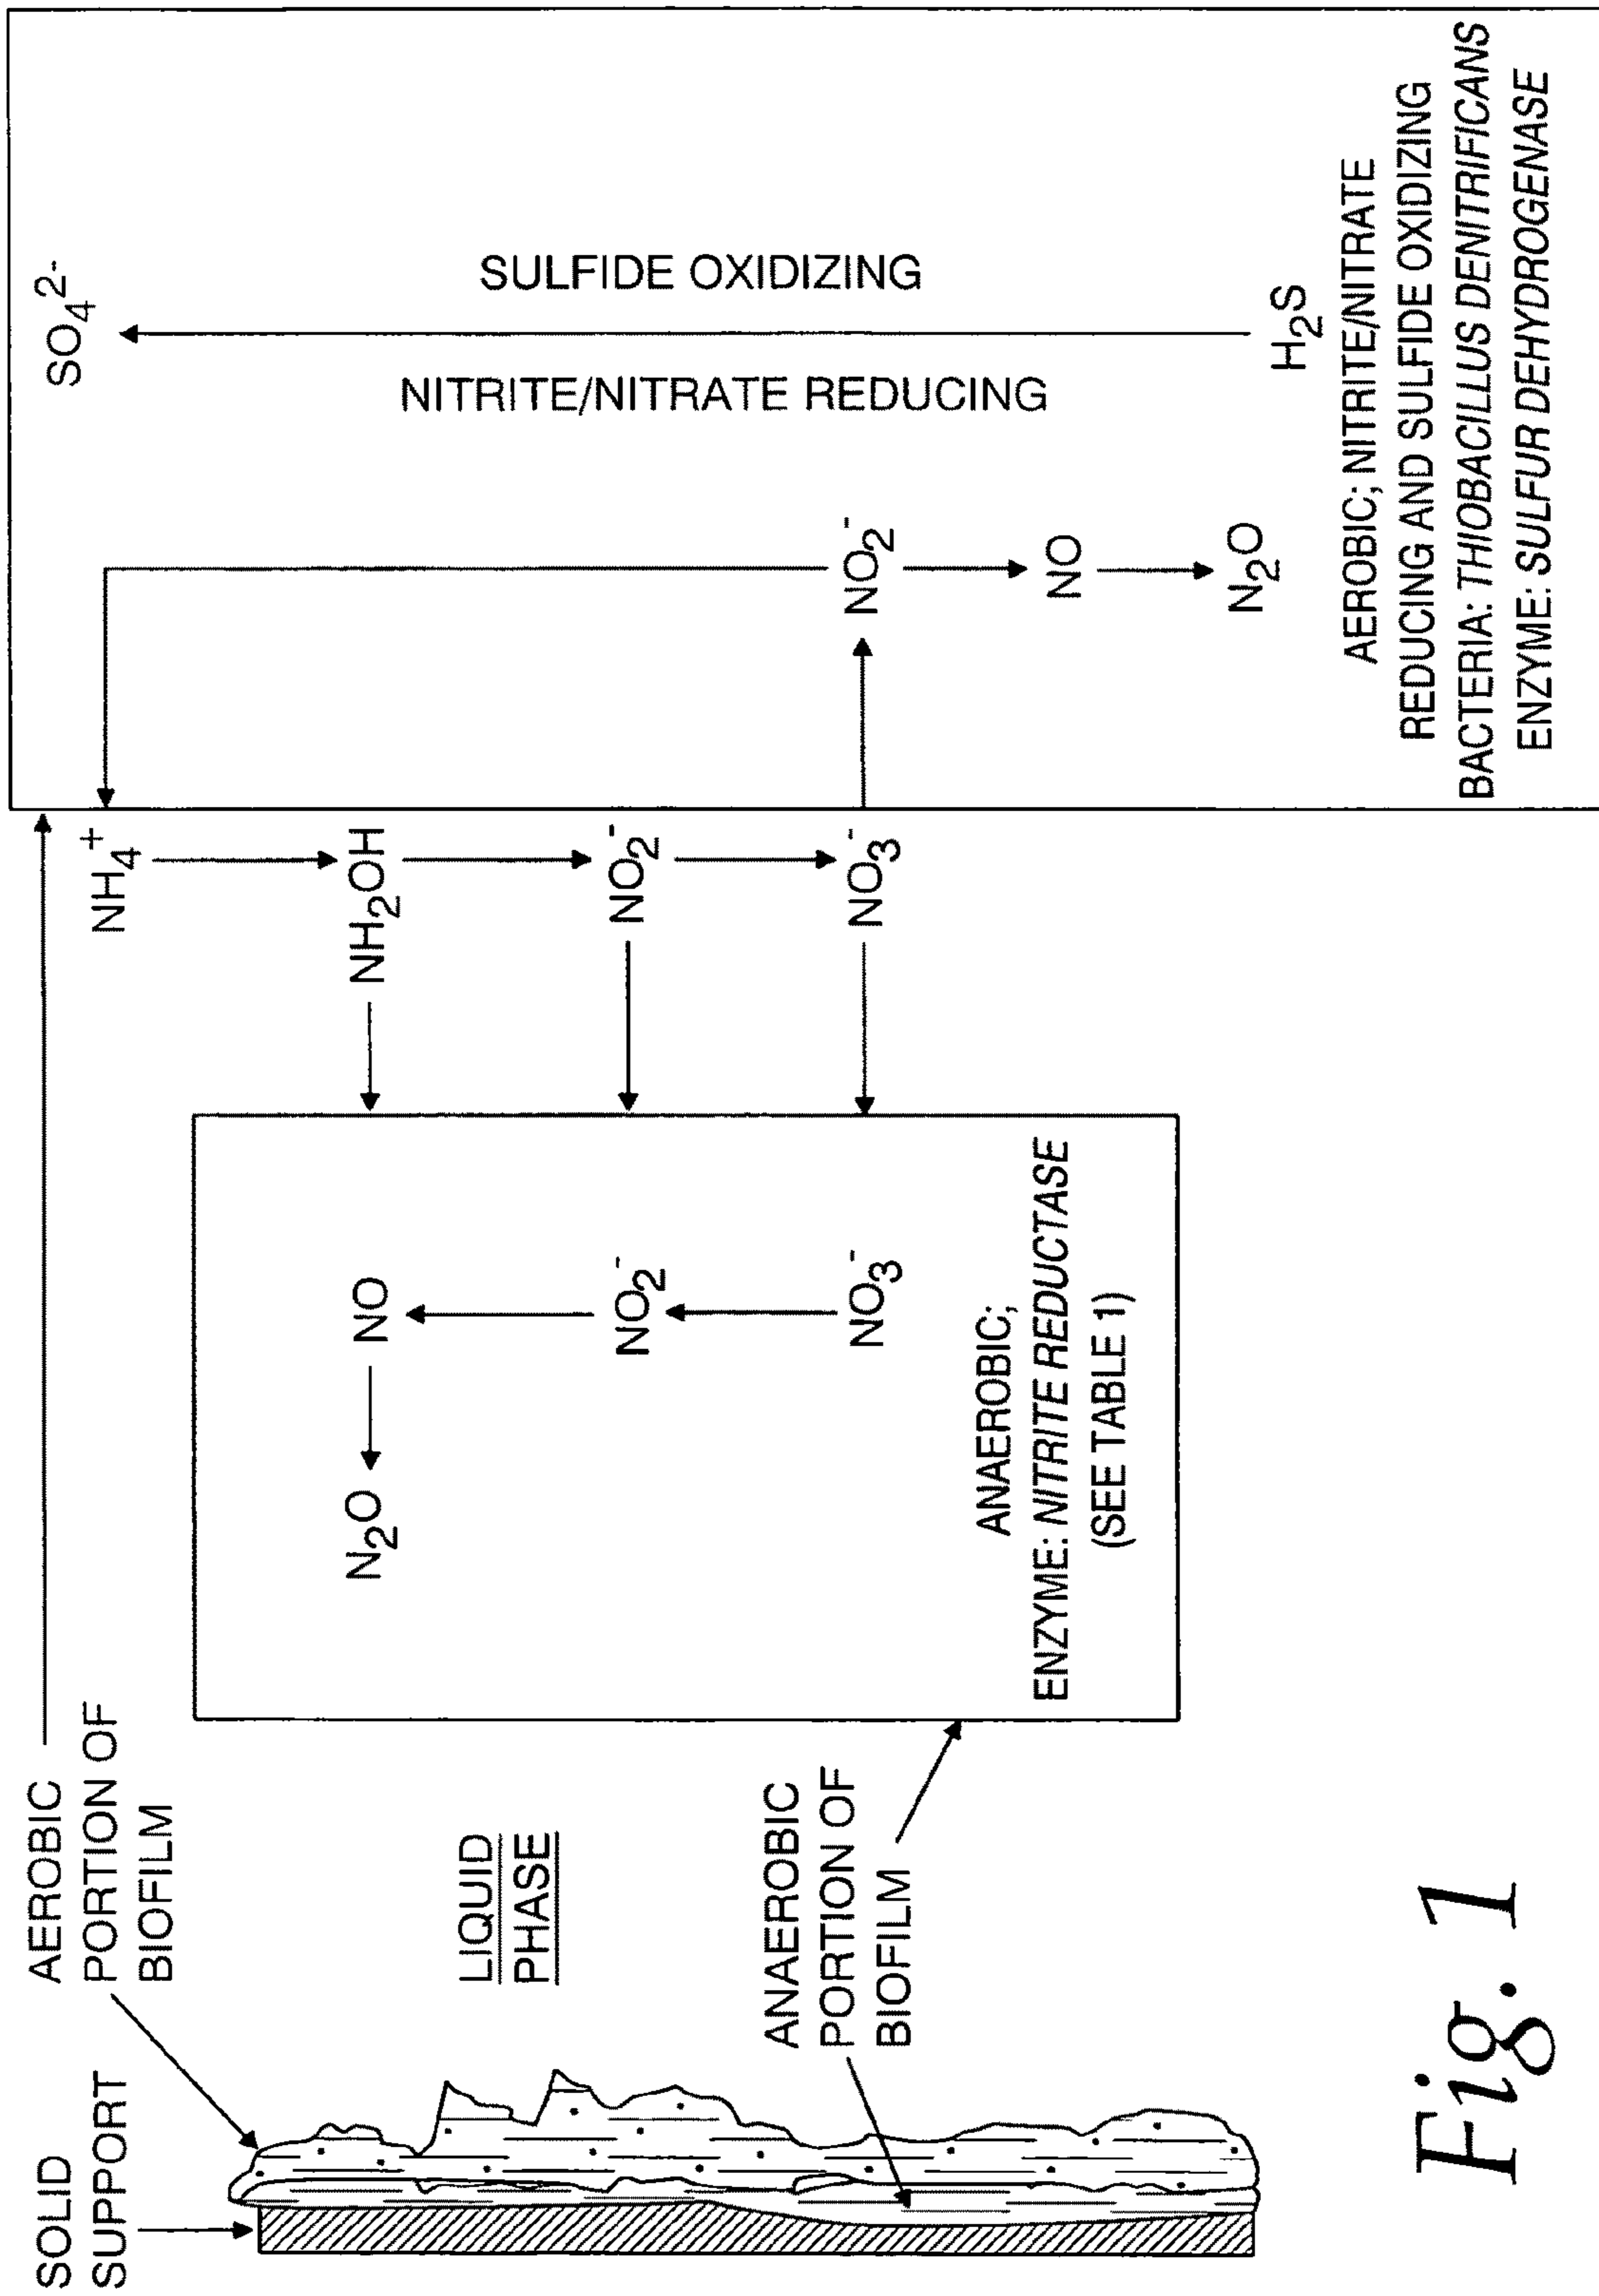 SOLID
SUPPORT
AEROBIC
PORTION OF
BIOFILM
LIQUID
PHASE
ANAEROBIC
PORTION OF
BIOFILM
N₂O
NO
NO₂⁻
NO₃⁻
ANAEROBIC;
ENZYME: NITRITE REDUCTASE
(SEE TABLE 1)
NH₄⁺
NH₂OH
NO₂⁻
NO₃⁻
SO₄²⁻
SULFIDE OXIDIZING
NITRITE/NITRATE REDUCING
H₂S
NO₂⁻
NO
N₂O
AEROBIC; NITRITE/NITRATE
REDUCING AND SULFIDE OXIDIZING
BACTERIA: THIOBACILLUS DENITRIFICANS
ENZYME: SULFUR DEHYDROGENASE
Fig. 1